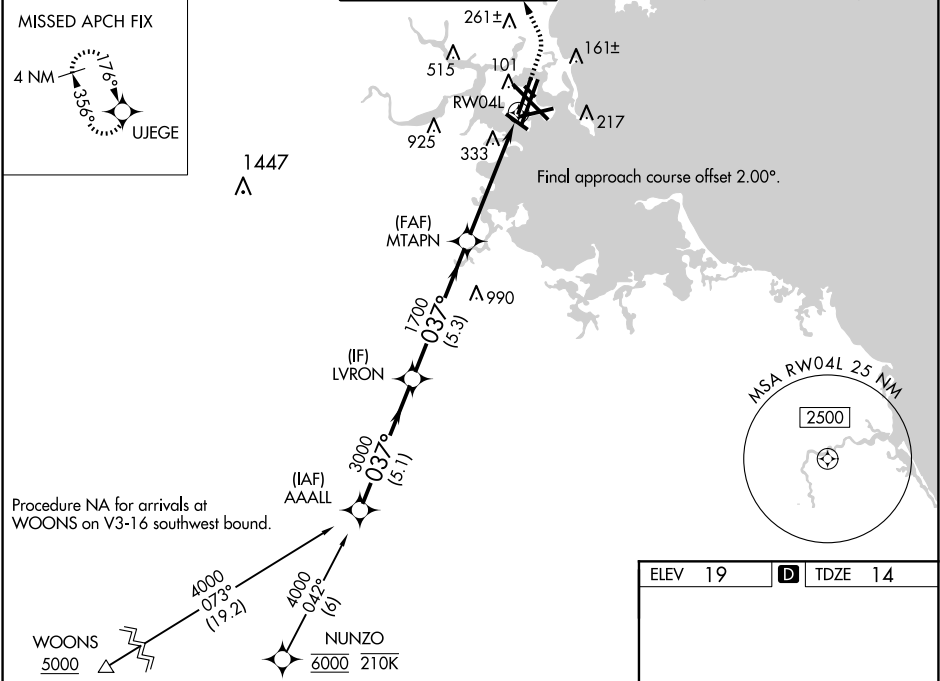 MISSED APCH FIX
4 NM
176°
356°
UJEGE
261±
515
101
161±
RW04L
217
925
333
1447
Final approach course offset 2.00°.
(FAF)
MTAPN
990
1700
037°
(5.3)
(IF)
LVRON
MSA RW04L 25 NM
2500
3000
037°
(5.1)
(IAF)
AAALL
Procedure NA for arrivals at
WOONS on V3-16 southwest bound.
4000
073°
(19.2)
4000
042°
(6)
WOONS
5000
NUNZO
6000 210K
ELEV 19 D TDZE 14